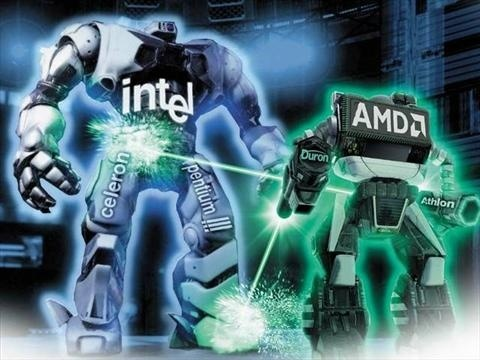 intel
AMD
Duron
celeron
pentium III
Athlon